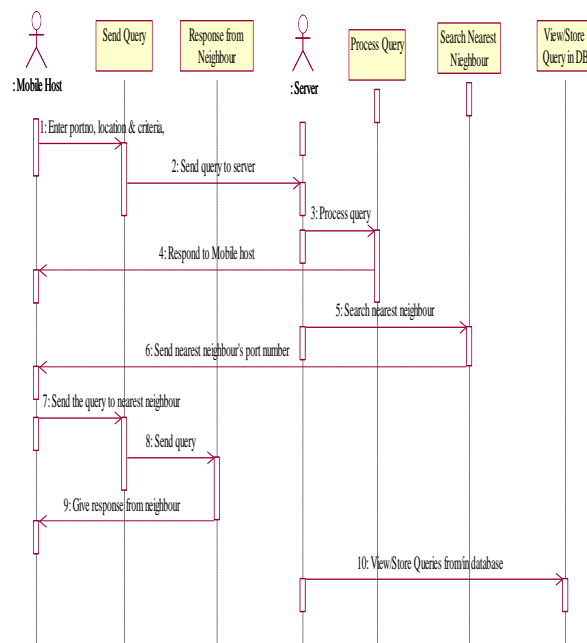 Send Query
Response from
Neighbour
Process Query
Search Nearest
Nieghbour
View/Store
Query in DB
: Mobile Host
: Server
1: Enter portno, location & criteria,
2: Send query to server
3: Process query
4: Respond to Mobile host
5: Search nearest neighbour
6: Send nearest neighbour's port number
7: Send the query to nearest neighbour
8: Send query
9: Give response from neighbour
10: View/Store Queries from/in database